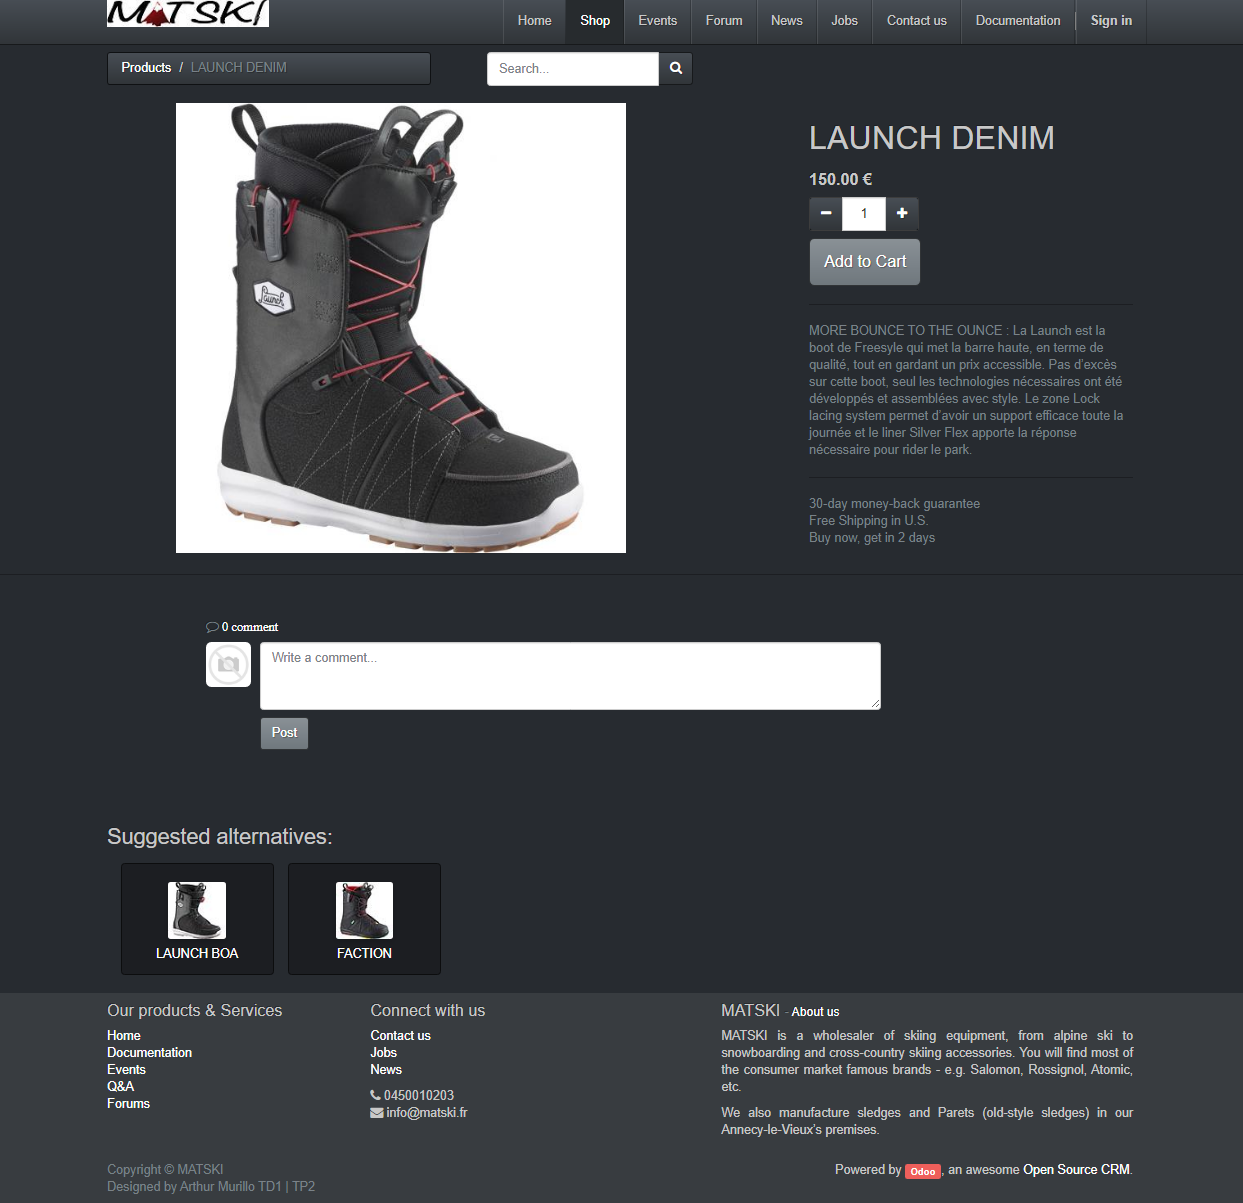 MATSKI
Home Shop Events Forum News Jobs Contact us Documentation Sign in
Products / LAUNCH DENIM
Search...
LAUNCH DENIM
150.00 €
1
Add to Cart
Launch
MORE BOUNCE TO THE OUNCE : La Launch est la
boot de Freesyle qui met la barre haute, en terme de
qualité, tout en gardant un prix accessible. Pas d'excès
sur cette boot, seul les technologies nécessaires ont été
développés et assemblées avec style. Le zone Lock
lacing system permet d'avoir un support efficace toute la
journée et le liner Silver Flex apporte la réponse
nécessaire pour rider le park.
30-day money-back guarantee
Free Shipping in U.S.
Buy now, get in 2 days
0 comment
Write a comment...
Post
Suggested alternatives:
LAUNCH BOA
FACTION
Our products & Services
Home
Documentation
Events
Q&A
Forums
Connect with us
Contact us
Jobs
News
0450010203
info@matski.fr
MATSKI - About us
MATSKI is a wholesaler of skiing equipment, from alpine ski to
snowboarding and cross-country skiing accessories. You will find most of
the consumer market famous brands - e.g. Salomon, Rossignol, Atomic,
etc.
We also manufacture sledges and Parets (old-style sledges) in our
Annecy-le-Vieux's premises.
Copyright © MATSKI
Designed by Arthur Murillo TD1 | TP2
Powered by Odoo, an awesome Open Source CRM.